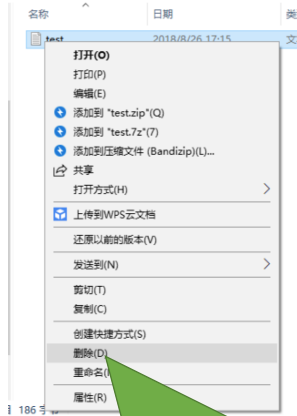 名称 日期
test 2018/8/26 17:15 文
打开(O)
打印(P)
编辑(E)
添加到 "test.zip"(Q)
添加到 "test.7z"(7)
添加到压缩文件 (Bandizip)(L)...
共享
打开方式(H)
上传到WPS云文档
还原以前的版本(V)
发送到(N)
剪切(T)
复制(C)
创建快捷方式(S)
删除(D)
重命名(
属性(R)
186 字